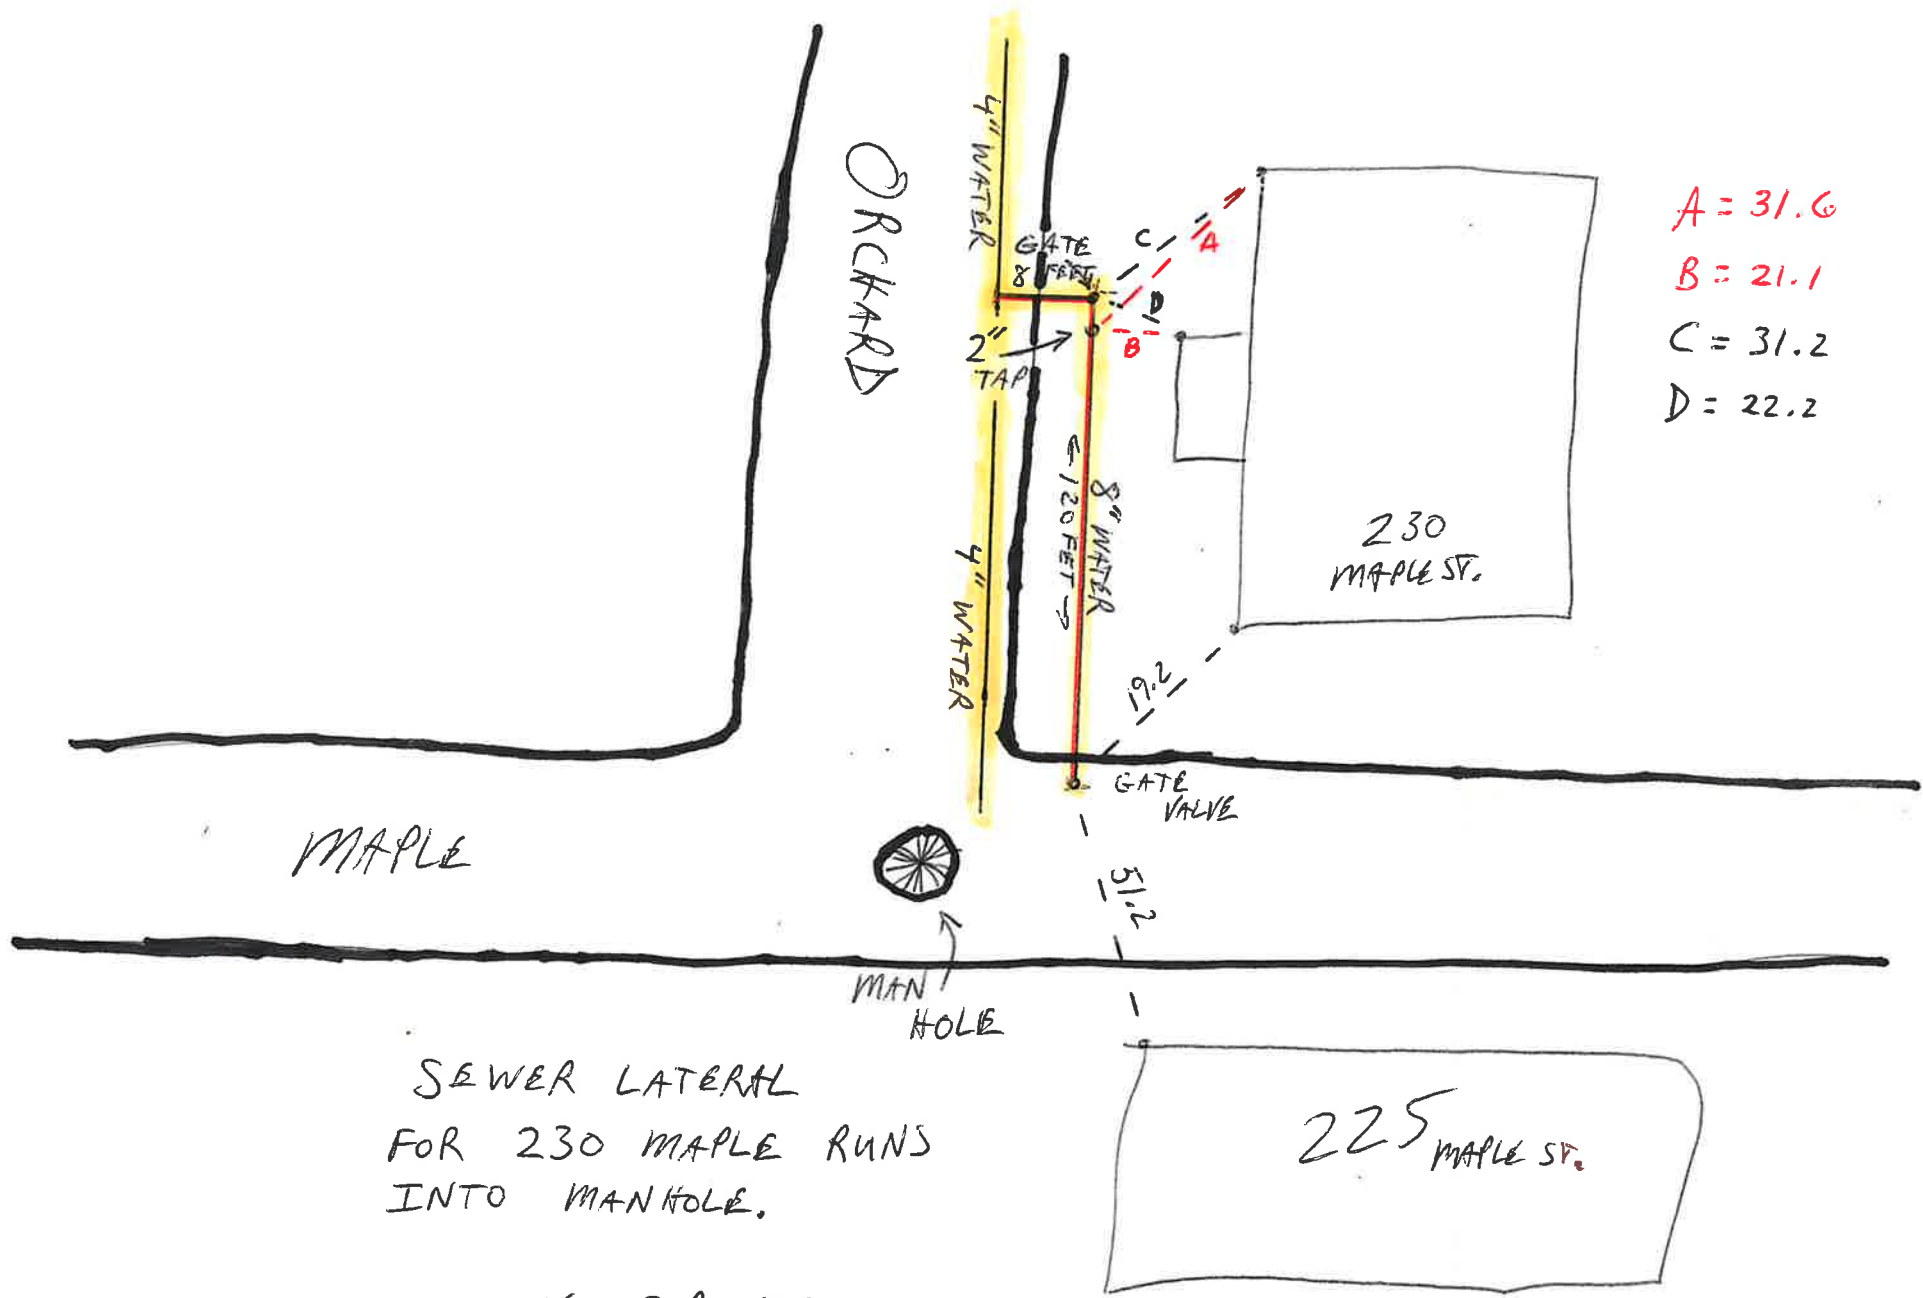 4" WATER
ORCHARD
GATE
8 FEET
C
A
D
B
2"
TAP
A = 31.6
B = 21.1
C = 31.2
D = 22.2
8" WATER
← 120 FEET →
4" WATER
230
MAPLE ST.
19.2
GATE
VALVE
MAPLE
51.2
MAN
HOLE
SEWER LATERAL
FOR 230 MAPLE RUNS
INTO MANHOLE.
225 MAPLE ST.